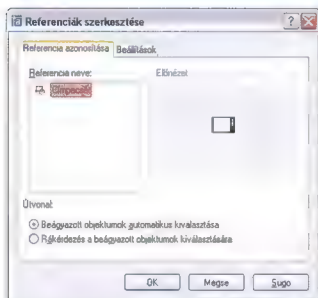 Referenciák szerkesztése
Referencia azonosítása Beállítások
Referencia neve: Előnézet
Útvonal:
Beágyazott objektumok automatikus kiválasztása
Rákérdezés a beágyazott objektumok kiválasztására
OK Mégse Súgó